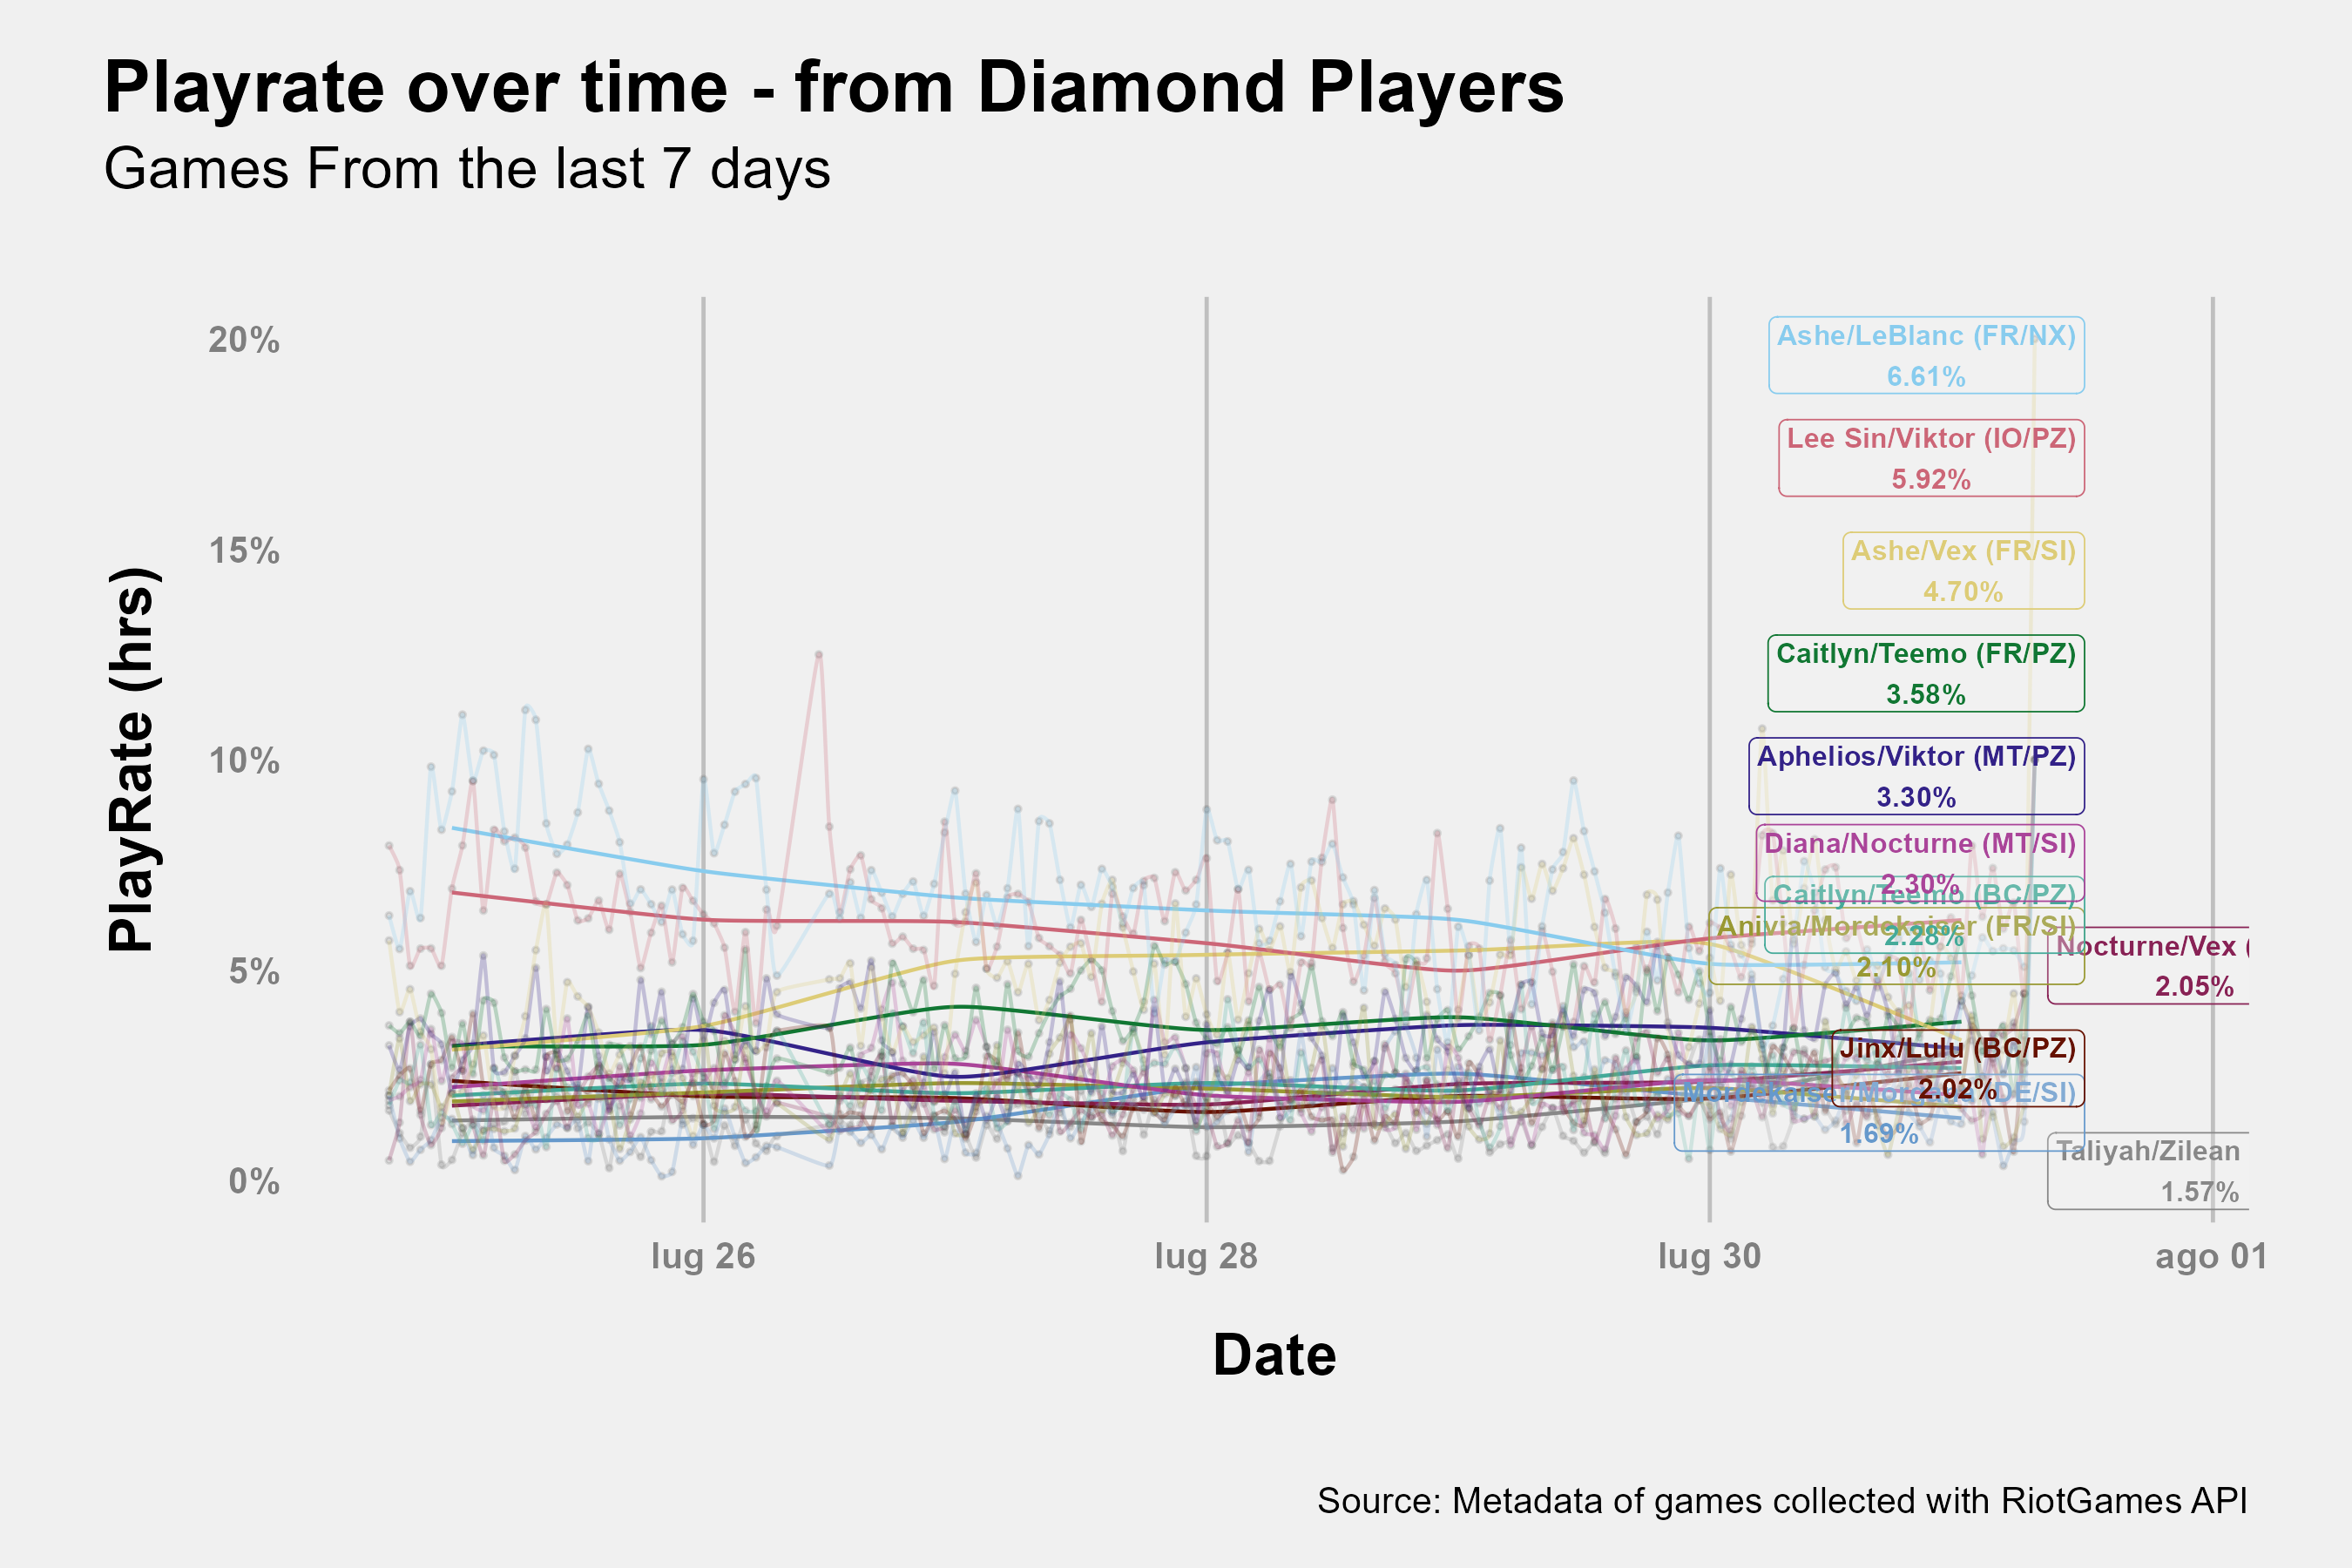 Playrate over time - from Diamond Players
Games From the last 7 days
PlayRate (hrs)
20%
15%
10%
5%
0%
Ashe/LeBlanc (FR/NX)
6.61%
Lee Sin/Viktor (IO/PZ)
5.92%
Ashe/Vex (FR/SI)
4.70%
Caitlyn/Teemo (FR/PZ)
3.58%
Aphelios/Viktor (MT/PZ)
3.30%
Diana/Nocturne (MT/SI)
2.30%
Caitlyn/Teemo (BC/PZ)
2.28%
Anivia/Mordekaiser (FR/SI)
2.10%
Nocturne/Vex (
2.05%
Jinx/Lulu (BC/PZ)
2.02%
DE/SI)
1.69%
Taliyah/Zilean
1.57%
lug 26
lug 28
lug 30
ago 01
Date
Source: Metadata of games collected with RiotGames API